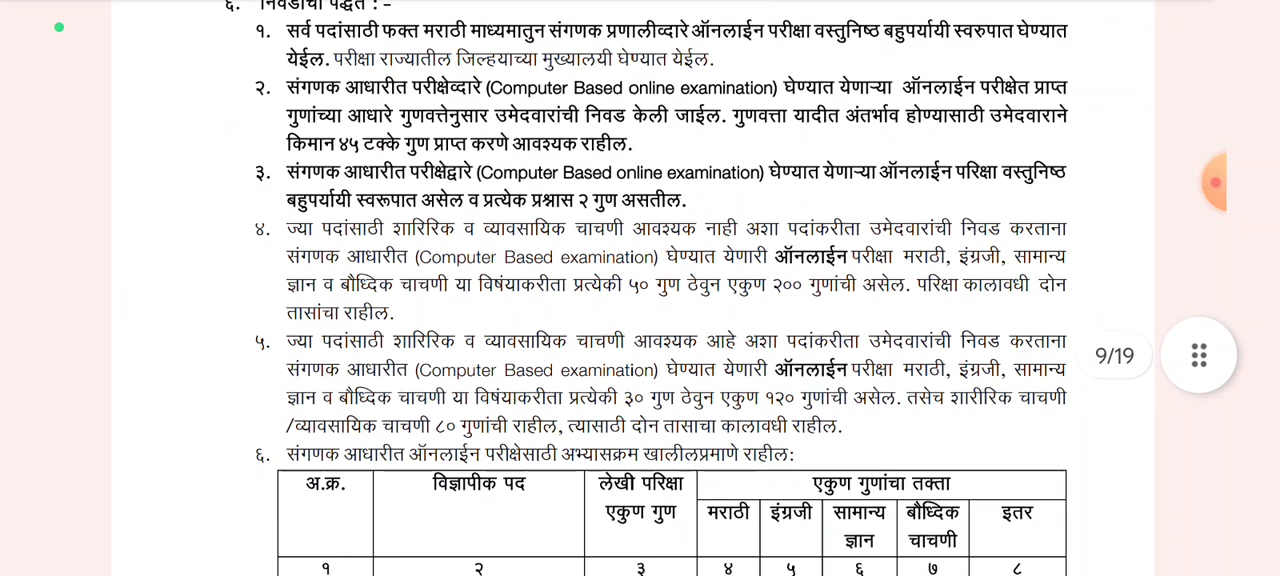 ६. निवडीची पद्धत : -
१. सर्व पदांसाठी फक्त मराठी माध्यमातुन संगणक प्रणालीव्दारे ऑनलाईन परीक्षा वस्तुनिष्ठ बहुपर्यायी स्वरुपात घेण्यात
येईल. परीक्षा राज्यातील जिल्हयाच्या मुख्यालयी घेण्यात येईल.
२. संगणक आधारीत परीक्षेव्दारे (Computer Based online examination) घेण्यात येणाऱ्या ऑनलाईन परीक्षेत प्राप्त
गुणांच्या आधारे गुणवत्तेनुसार उमेदवारांची निवड केली जाईल. गुणवत्ता यादीत अंतर्भाव होण्यासाठी उमेदवाराने
किमान ४५ टक्के गुण प्राप्त करणे आवश्यक राहील.
३. संगणक आधारीत परीक्षेद्वारे (Computer Based online examination) घेण्यात येणाऱ्या ऑनलाईन परिक्षा वस्तुनिष्ठ
बहुपर्यायी स्वरूपात असेल व प्रत्येक प्रश्नास २ गुण असतील.
४. ज्या पदांसाठी शारिरिक व व्यावसायिक चाचणी आवश्यक नाही अशा पदांकरीता उमेदवारांची निवड करताना
संगणक आधारीत (Computer Based examination) घेण्यात येणारी ऑनलाईन परीक्षा मराठी, इंग्रजी, सामान्य
ज्ञान व बौध्दिक चाचणी या विषंयाकरीता प्रत्येकी ५० गुण ठेवुन एकुण २०० गुणांची असेल. परिक्षा कालावधी दोन
तासांचा राहील.
५. ज्या पदांसाठी शारिरिक व व्यावसायिक चाचणी आवश्यक आहे अशा पदांकरीता उमेदवारांची निवड करताना
संगणक आधारीत (Computer Based examination) घेण्यात येणारी ऑनलाईन परीक्षा मराठी, इंग्रजी, सामान्य
ज्ञान व बौध्दिक चाचणी या विषंयाकरीता प्रत्येकी ३० गुण ठेवुन एकुण १२० गुणांची असेल. तसेच शारीरिक चाचणी
/व्यावसायिक चाचणी ८० गुणांची राहील, त्यासाठी दोन तासाचा कालावधी राहील.
9/19
६. संगणक आधारीत ऑनलाईन परीक्षेसाठी अभ्यासक्रम खालीलप्रमाणे राहील:
अ.क्र. विज्ञापीक पद लेखी परिक्षा एकुण गुणांचा तक्ता
एकुण गुण मराठी इंग्रजी सामान्य बौध्दिक इतर
ज्ञान चाचणी
१ २ ३ ४ ५ ६ ७ ८